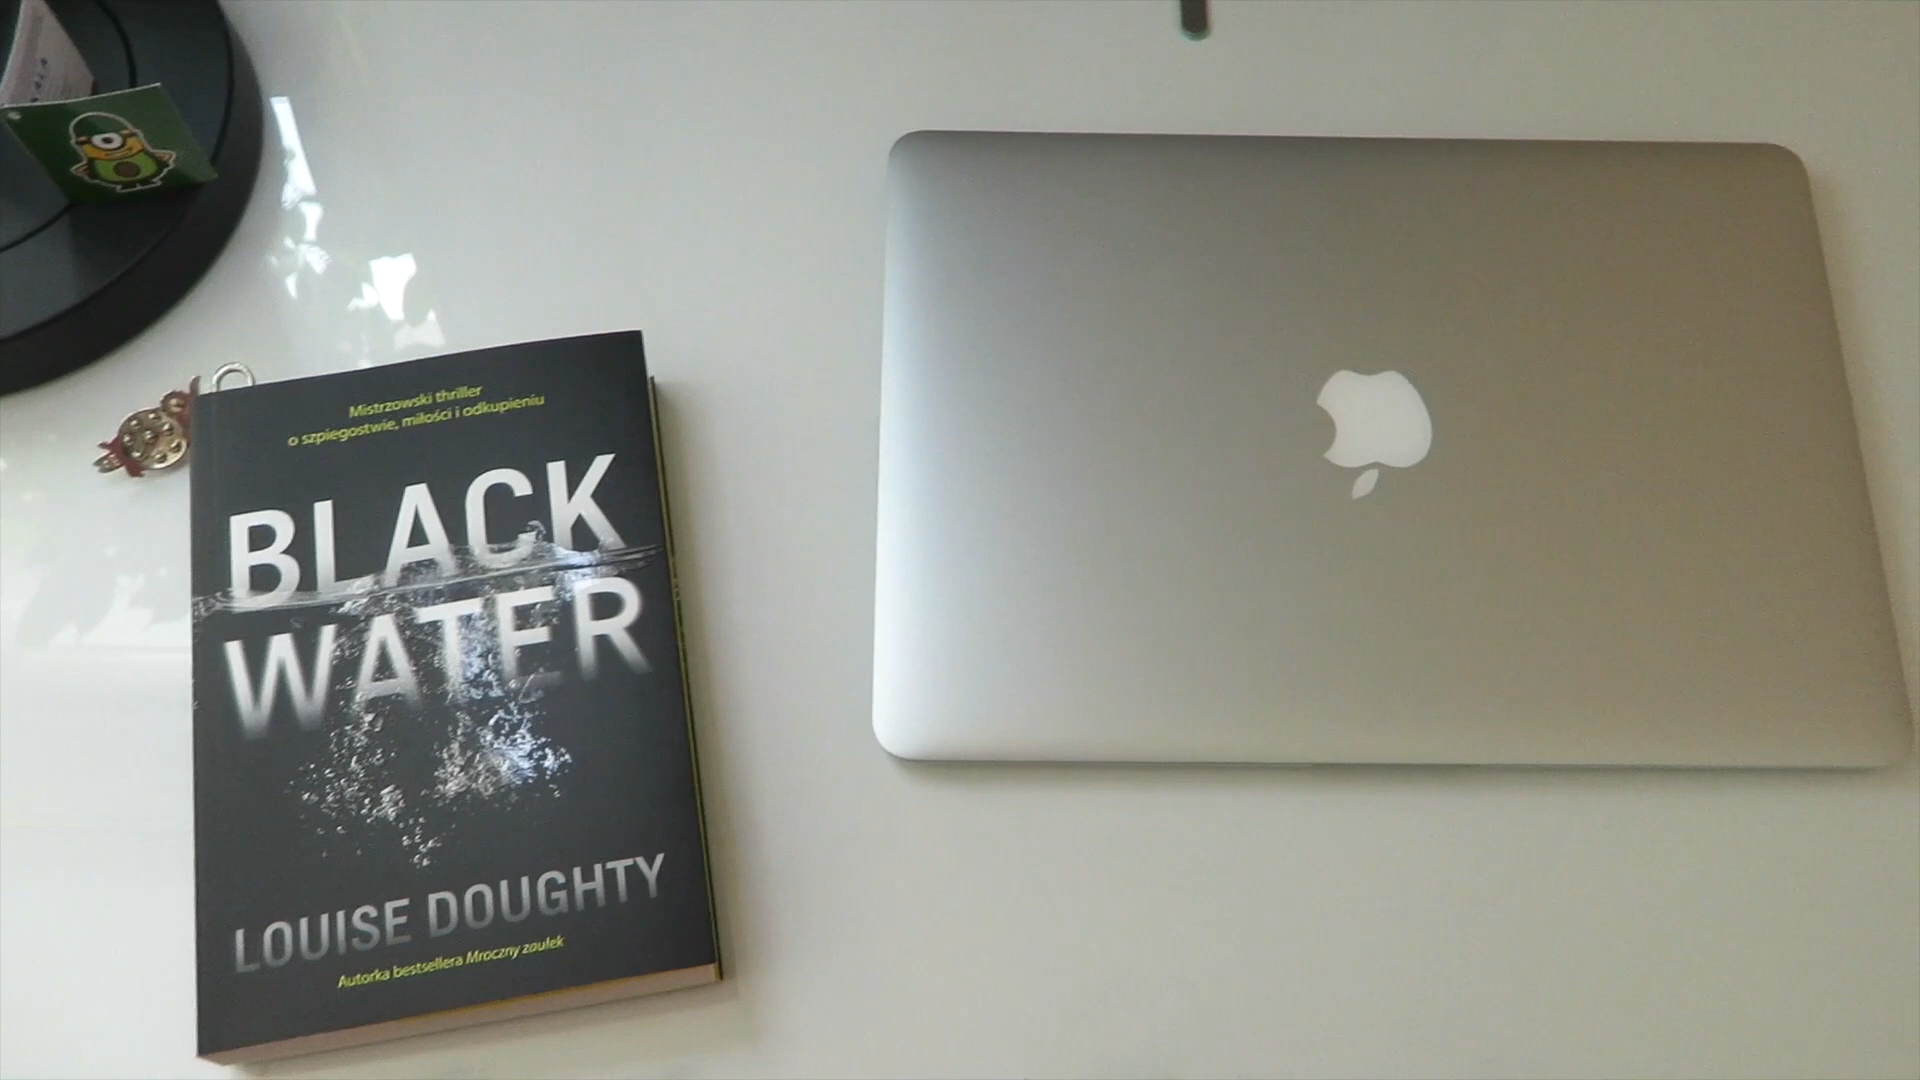 Mistrzowski thriller
o szpiegostwie, miłości i odkupieniu
BLACK
WATER
LOUISE DOUGHTY
Autorka bestsellera Mroczny zaułek